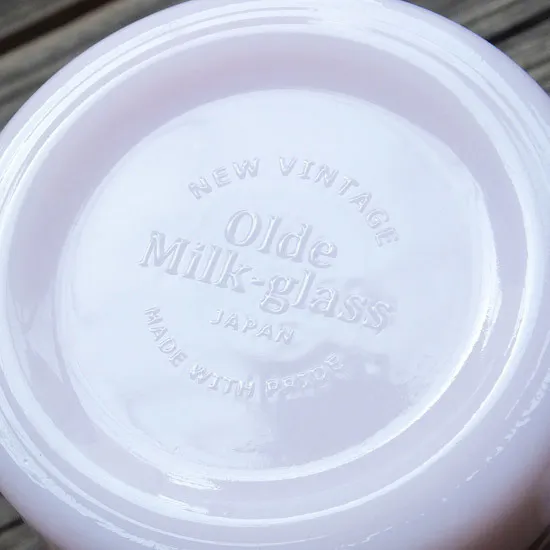 NEW VINTAGE
Olde
Milk-glass
JAPAN
MADE WITH PRIDE